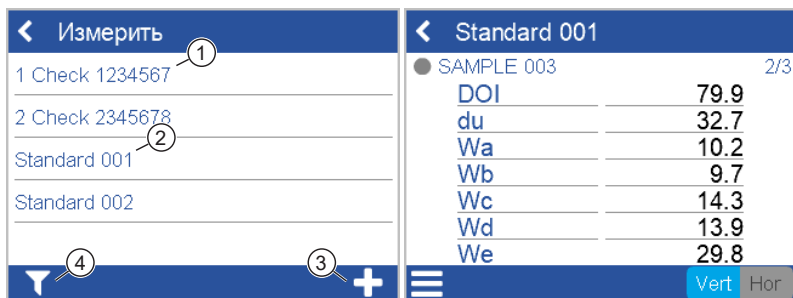 Измерить
1
1 Check 1234567
2 Check 2345678
2
Standard 001
Standard 002
4
3
Standard 001
SAMPLE 003 2/3
DOI 79.9
du 32.7
Wa 10.2
Wb 9.7
Wc 14.3
Wd 13.9
We 29.8
Vert Hor